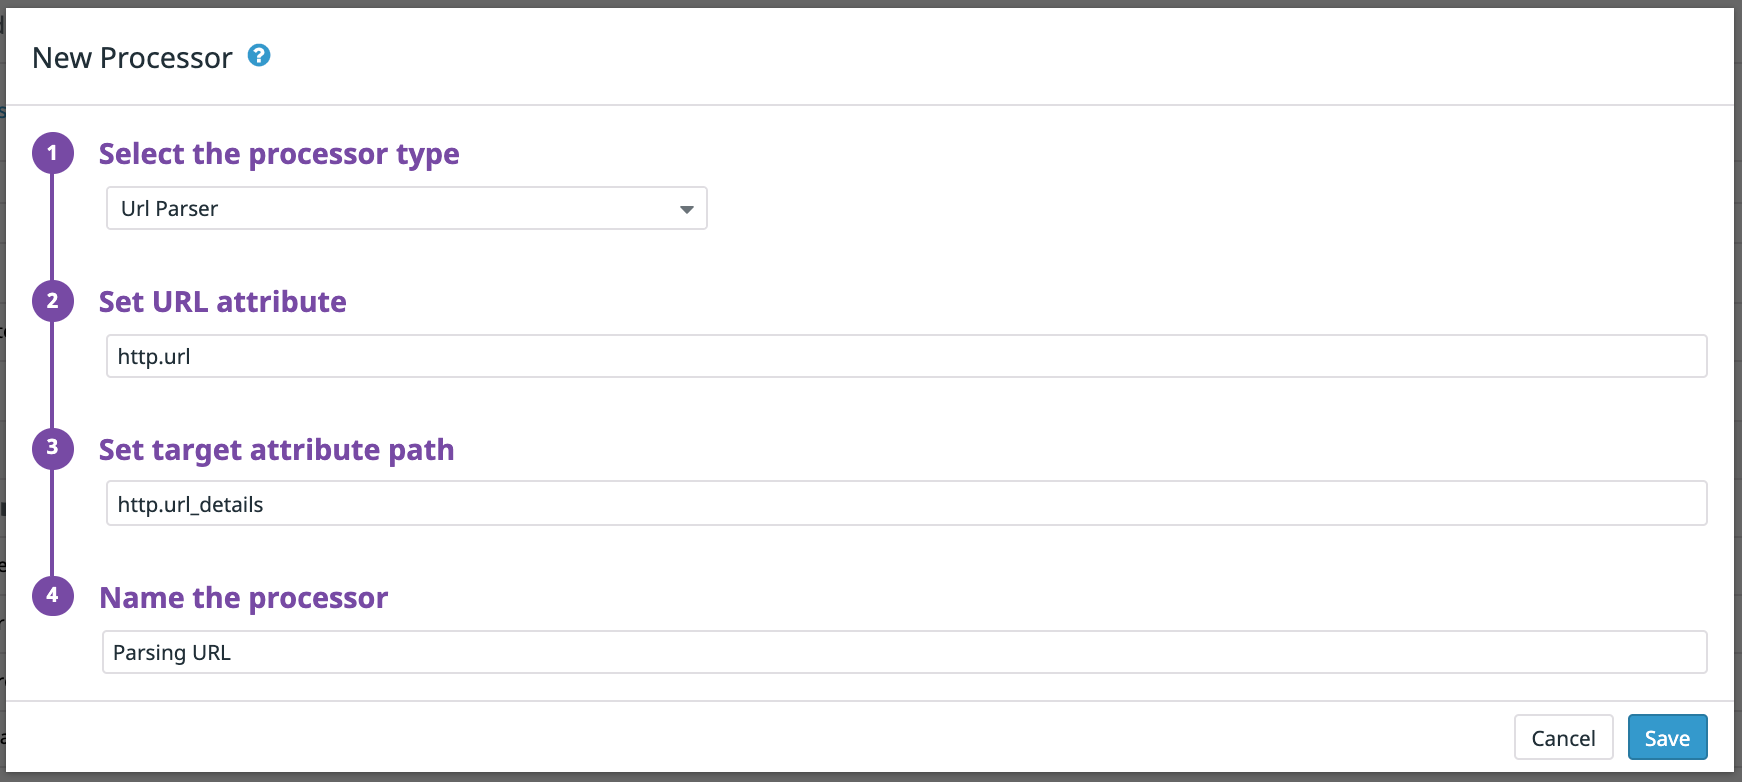 New Processor ?
1 Select the processor type
Url Parser
2 Set URL attribute
http.url
3 Set target attribute path
http.url_details
4 Name the processor
Parsing URL
Cancel Save